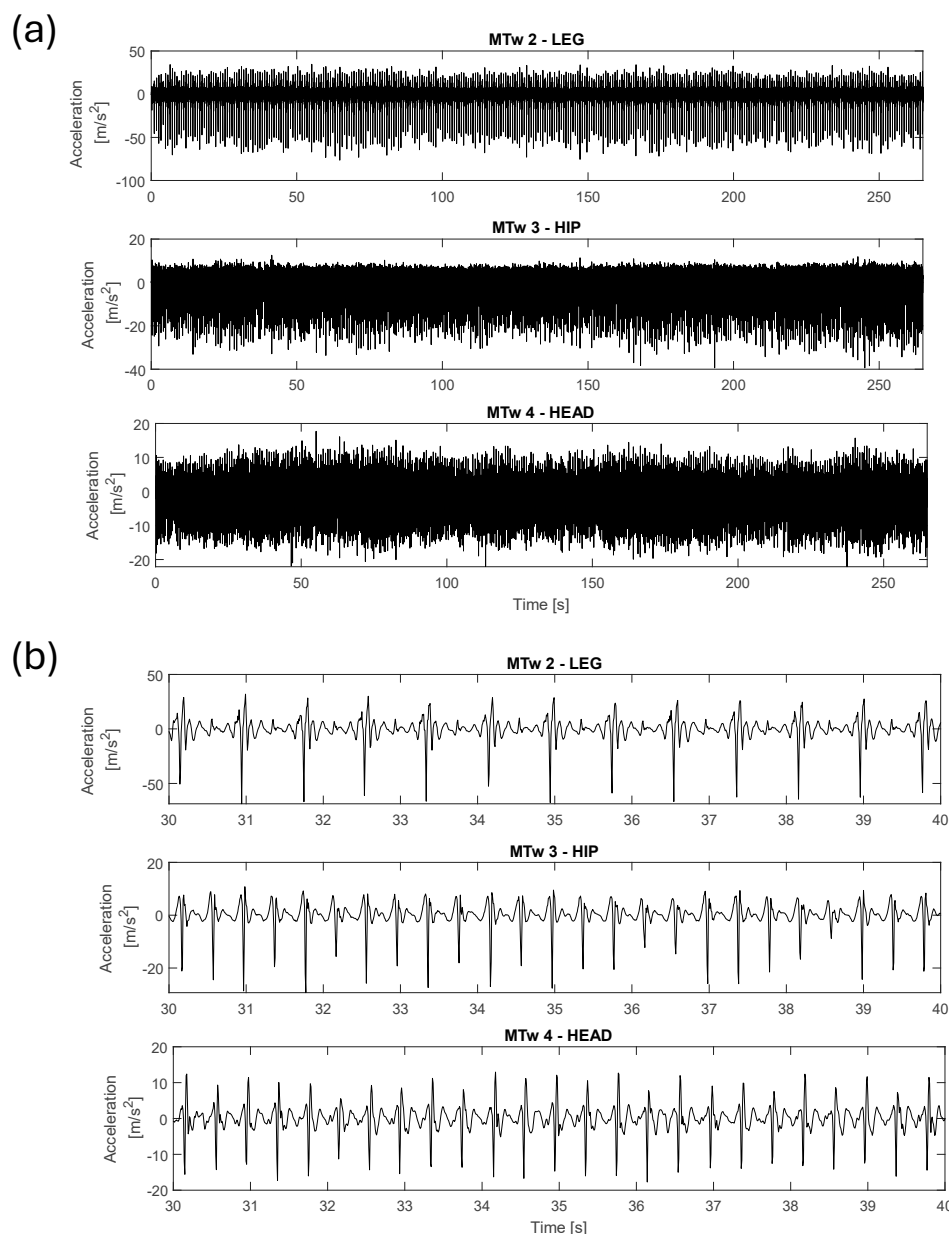 (a)
MTw 2 - LEG
50
0
-50
-100
Acceleration
[m/s²]
0 50 100 150 200 250
MTw 3 - HIP
20
0
-20
-40
Acceleration
[m/s²]
0 50 100 150 200 250
MTw 4 - HEAD
20
10
0
-10
-20
Acceleration
[m/s²]
0 50 100 150 200 250
Time [s]
(b)
MTw 2 - LEG
50
0
-50
Acceleration
[m/s²]
30 31 32 33 34 35 36 37 38 39 40
MTw 3 - HIP
20
0
-20
Acceleration
[m/s²]
30 31 32 33 34 35 36 37 38 39 40
MTw 4 - HEAD
20
10
0
-10
-20
Acceleration
[m/s²]
30 31 32 33 34 35 36 37 38 39 40
Time [s]